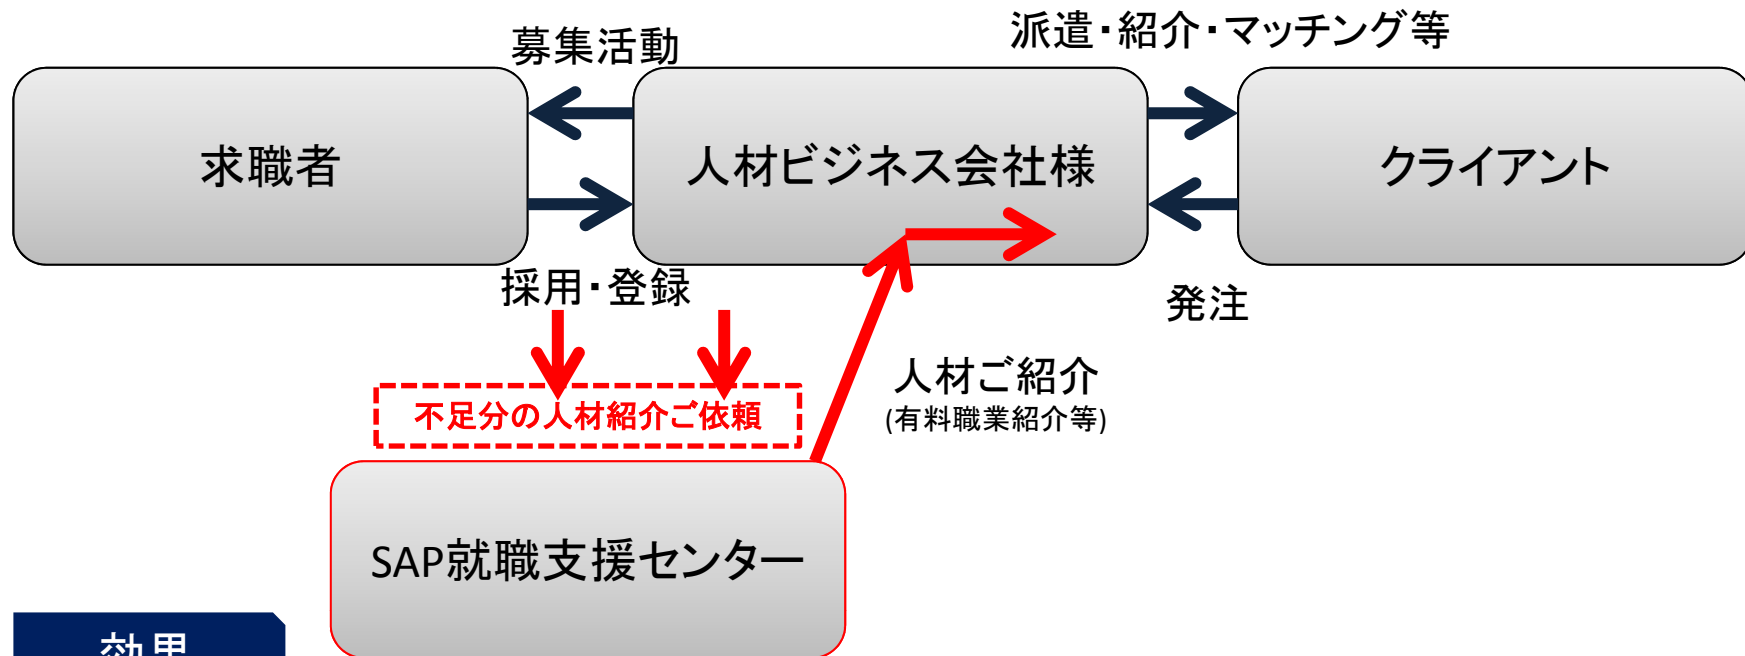 募集活動
派遣・紹介・マッチング等
求職者
人材ビジネス会社様
クライアント
採用・登録
発注
人材ご紹介
(有料職業紹介等)
不足分の人材紹介ご依頼
SAP就職支援センター
効果